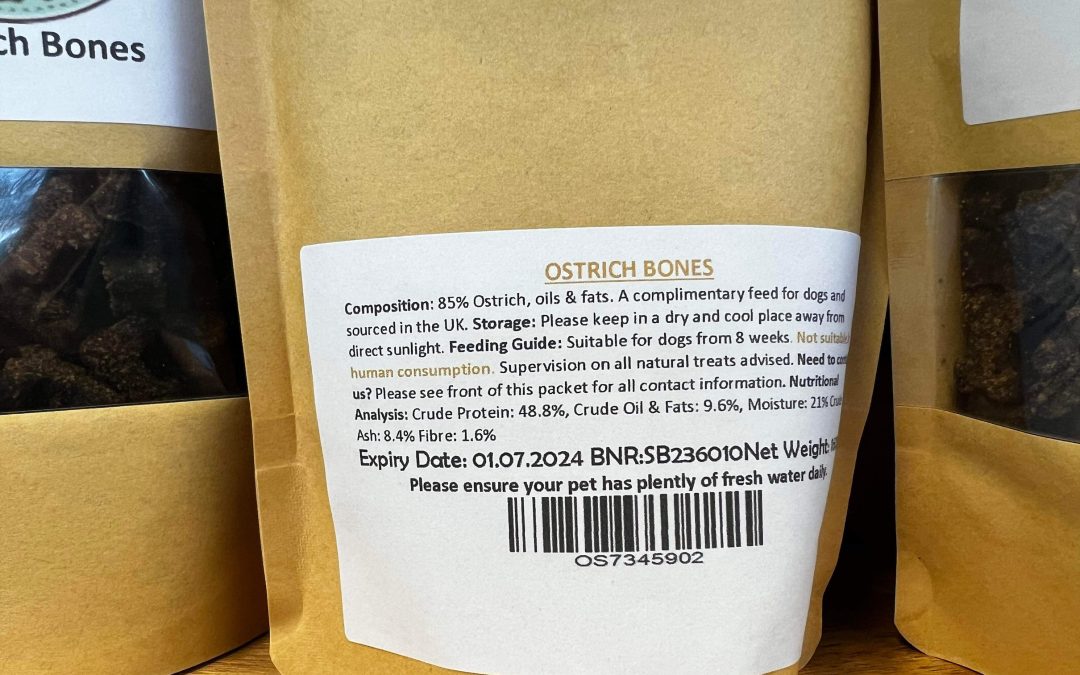 ch Bones
OSTRICH BONES
Composition: 85% Ostrich, oils & fats. A complimentary feed for dogs and
sourced in the UK. Storage: Please keep in a dry and cool place away from
direct sunlight. Feeding Guide: Suitable for dogs from 8 weeks. Not suitable
human consumption. Supervision on all natural treats advised. Need to
us? Please see front of this packet for all contact information. Nutritional
Analysis: Crude Protein: 48.8%, Crude Oil & Fats: 9.6%, Moisture: 21%
Ash: 8.4% Fibre: 1.6%
Expiry Date: 01.07.2024 BNR:SB236010Net Weight:
Please ensure your pet has plently of fresh water daily.
OS7345902